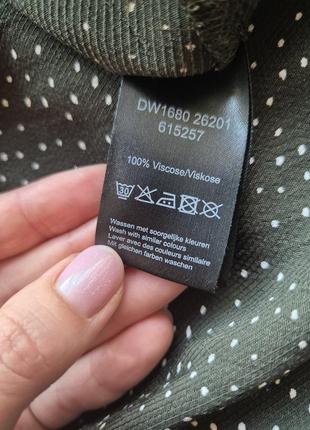 DW1680 26201
615257
100% Viscose/Viskose
30
Wassen met soorgelijke kleuren
Wash with similar colours
Laver avec des couleurs similaire
Mit gleichen farben waschen